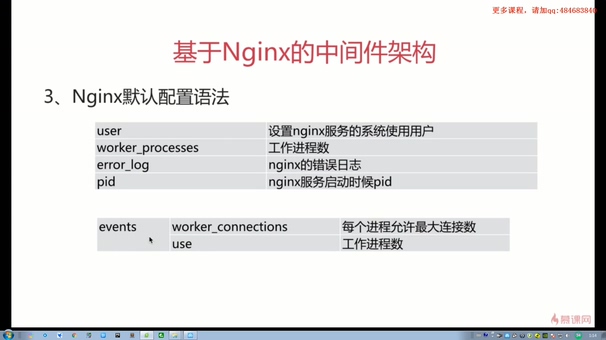 更多课程，请加qq:484683840
基于Nginx的中间件架构
3、Nginx默认配置语法
user 设置nginx服务的系统使用用户
worker_processes 工作进程数
error_log nginx的错误日志
pid nginx服务启动时候pid
events worker_connections 每个进程允许最大连接数
use 工作进程数
慕课网